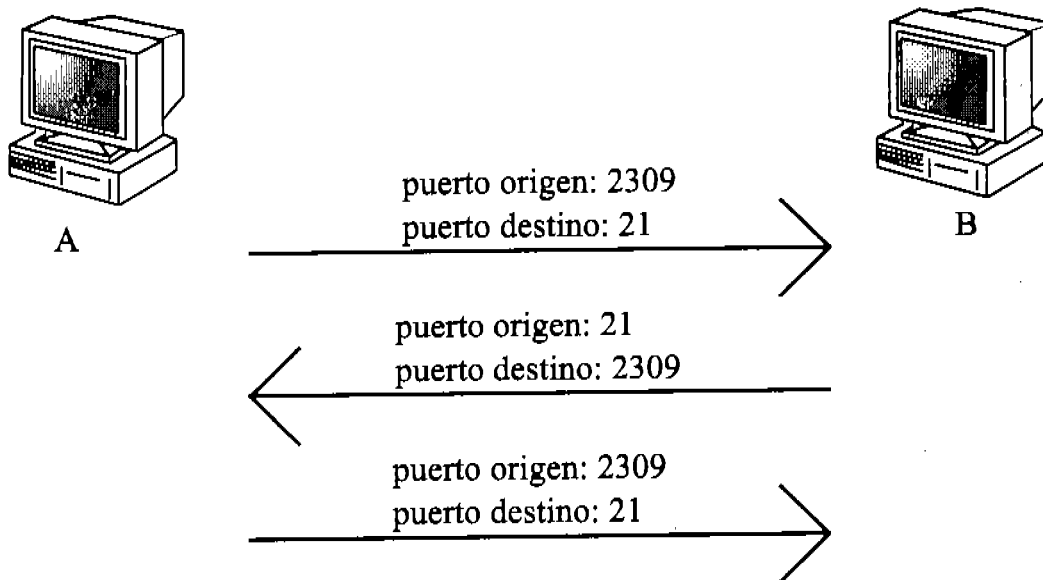 puerto origen: 2309
puerto destino: 21
A
B
puerto origen: 21
puerto destino: 2309
puerto origen: 2309
puerto destino: 21